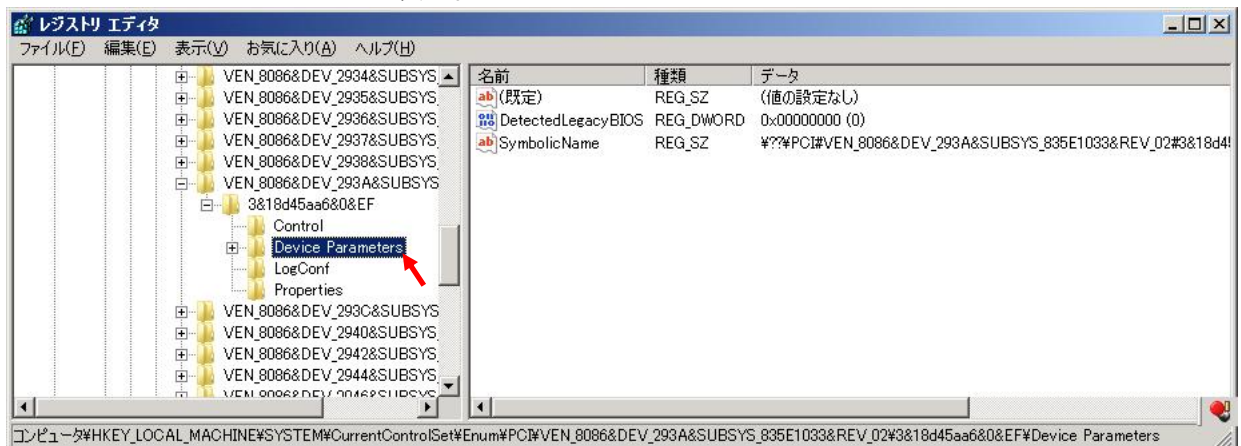 レジストリ エディタ
ファイル(F) 編集(E) 表示(V) お気に入り(A) ヘルプ(H)
VEN_8086&DEV_2934&SUBSYS_
VEN_8086&DEV_2935&SUBSYS_
VEN_8086&DEV_2936&SUBSYS_
VEN_8086&DEV_2937&SUBSYS_
VEN_8086&DEV_2938&SUBSYS_
VEN_8086&DEV_293A&SUBSYS
3&18d45aa6&0&EF
Control
Device Parameters
LogConf
Properties
VEN_8086&DEV_293C&SUBSYS
VEN_8086&DEV_2940&SUBSYS_
VEN_8086&DEV_2942&SUBSYS_
VEN_8086&DEV_2944&SUBSYS_
VEN_8086&DEV_2946&SUBSYS_
名前 種類 データ
(既定) REG_SZ (値の設定なし)
DetectedLegacyBIOS REG_DWORD 0x00000000 (0)
SymbolicName REG_SZ ¥??¥PCI#VEN_8086&DEV_293A&SUBSYS_835E1033&REV_02#3&18d4
コンピュータ¥HKEY_LOCAL_MACHINE¥SYSTEM¥CurrentControlSet¥Enum¥PCI¥VEN_8086&DEV_293A&SUBSYS_835E1033&REV_02¥3&18d45aa6&0&EF¥Device Parameters